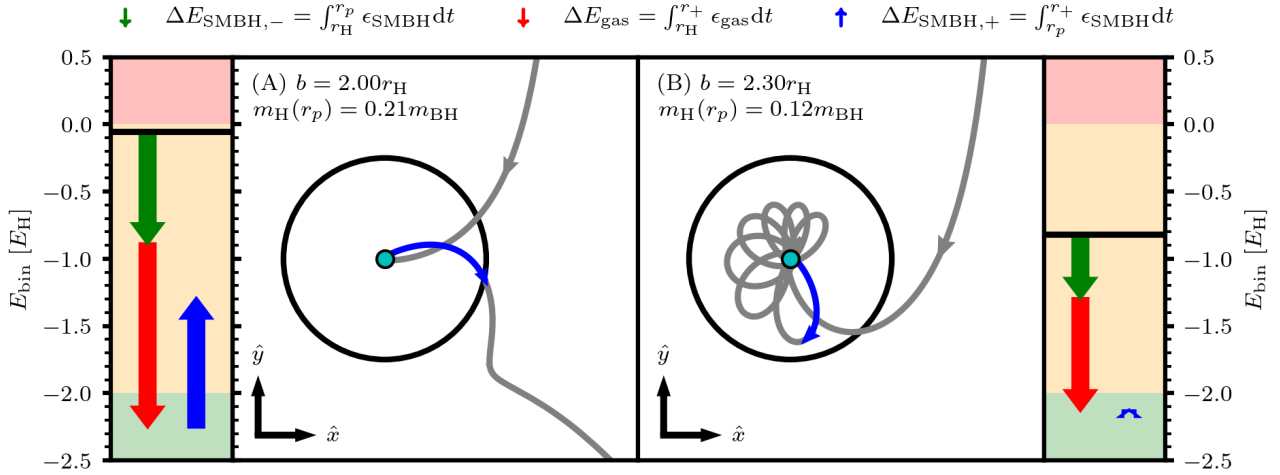 ↓ ΔE_SMBH,− = ∫_{r_H}^{r_p} ϵ_SMBH dt
↓ ΔE_gas = ∫_{r_H}^{r+} ϵ_gas dt
↑ ΔE_SMBH,+ = ∫_{r_p}^{r+} ϵ_SMBH dt
E_bin [E_H]
0.5
0.0
−0.5
−1.0
−1.5
−2.0
−2.5
(A) b = 2.00r_H
m_H(r_p) = 0.21m_BH
ŷ
x̂
(B) b = 2.30r_H
m_H(r_p) = 0.12m_BH
ŷ
x̂
0.5
0.0
−0.5
−1.0
−1.5
−2.0
−2.5
E_bin [E_H]